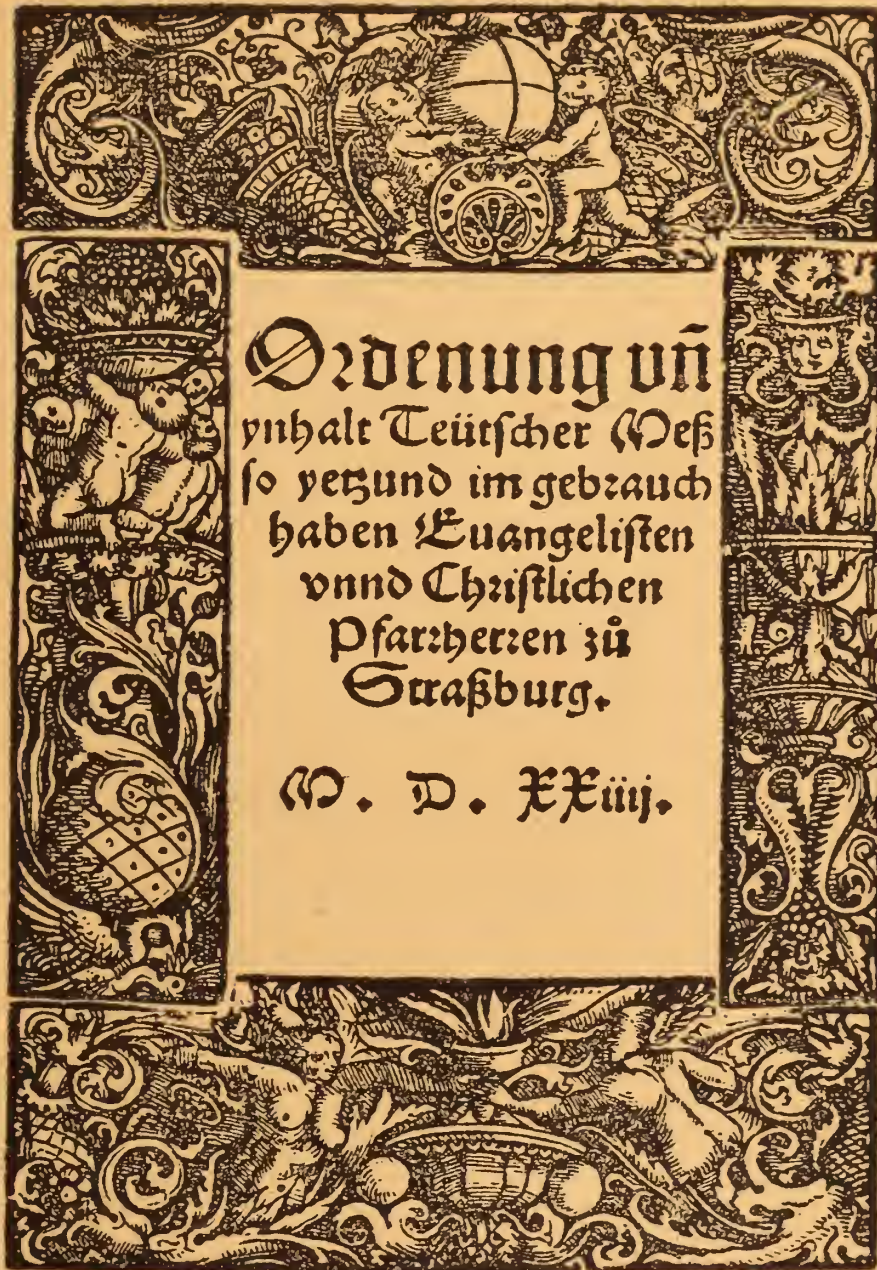 Ordenung vñ
ynhalt Teütscher Meß
so yetzund im gebrauch
haben Euangelisten
vnnd Christlichen
Pfarrherren zů
Straßburg.
M. D. XXiiij.